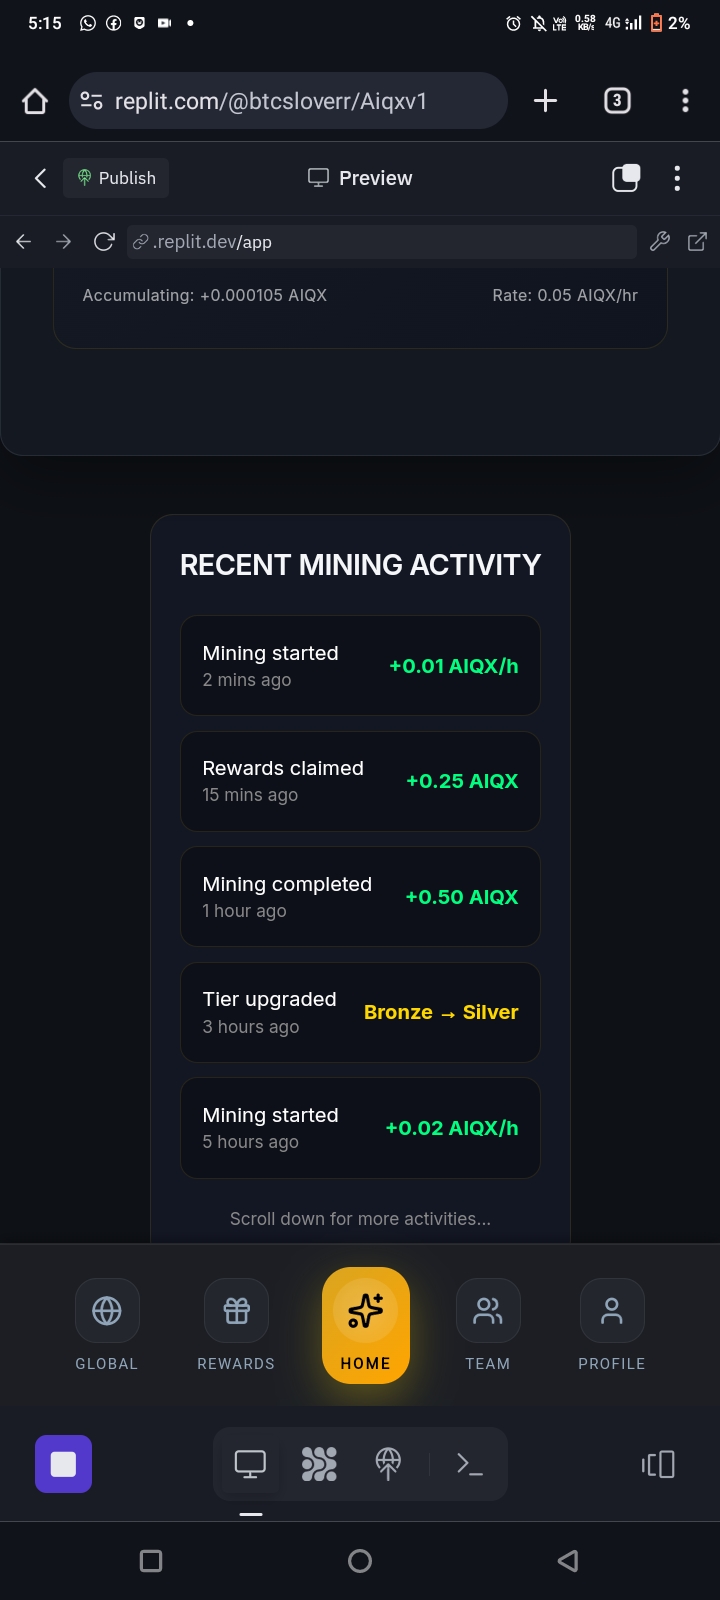 5:15
Vo))
LTE
0.58
KB/s
4G
2%
replit.com/@btcsloverr/Aiqxv1
3
Publish
Preview
.replit.dev/app
Accumulating: +0.000105 AIQX
Rate: 0.05 AIQX/hr
RECENT MINING ACTIVITY
Mining started
+0.01 AIQX/h
2 mins ago
Rewards claimed
+0.25 AIQX
15 mins ago
Mining completed
+0.50 AIQX
1 hour ago
Tier upgraded
Bronze → Silver
3 hours ago
Mining started
+0.02 AIQX/h
5 hours ago
Scroll down for more activities...
GLOBAL
REWARDS
HOME
TEAM
PROFILE